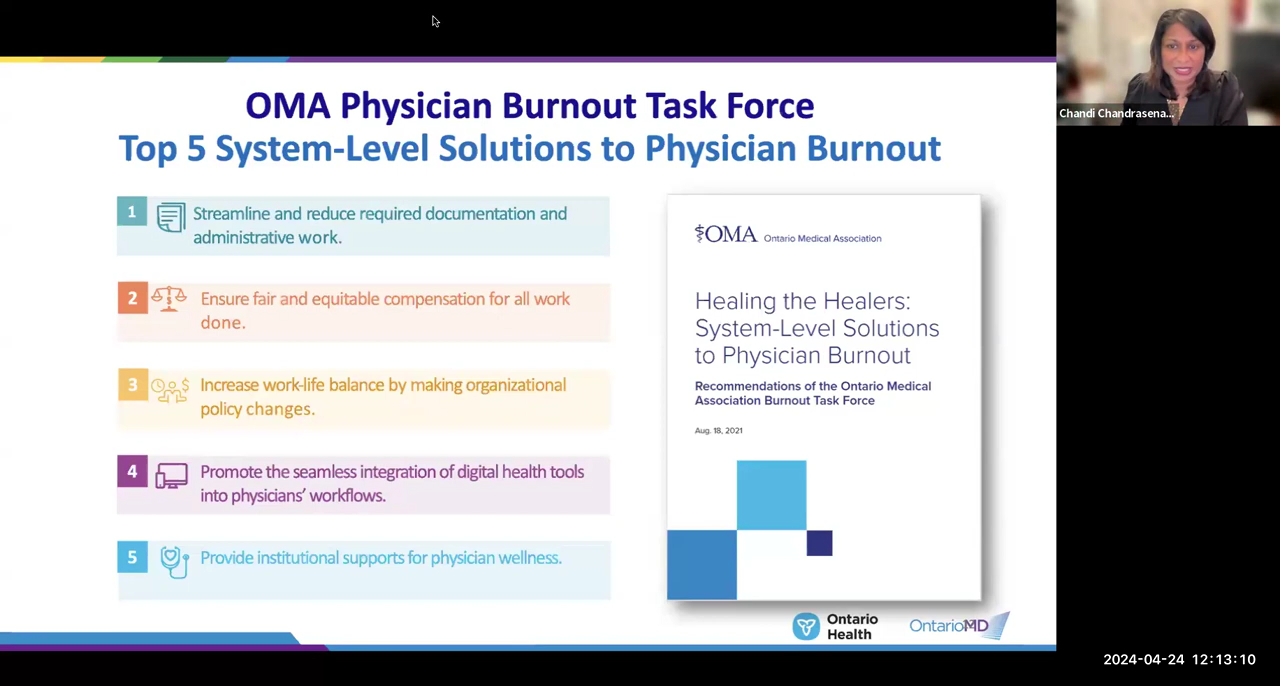 OMA Physician Burnout Task Force
Top 5 System-Level Solutions to Physician Burnout
1
Streamline and reduce required documentation and
administrative work.
2
Ensure fair and equitable compensation for all work
done.
3
Increase work-life balance by making organizational
policy changes.
4
Promote the seamless integration of digital health tools
into physicians’ workflows.
5
Provide institutional supports for physician wellness.
OMA Ontario Medical Association
Healing the Healers:
System-Level Solutions
to Physician Burnout
Recommendations of the Ontario Medical
Association Burnout Task Force
Aug. 18, 2021
Ontario
Health
OntarioMD
Chandi Chandrasena...
2024-04-24 12:13:10